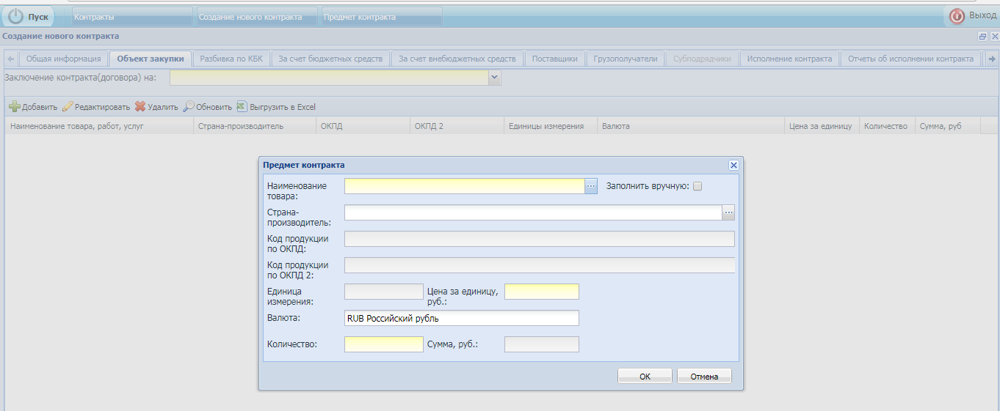 Пуск Контракты Создание нового контракта Предмет контракта Выход
Создание нового контракта
Общая информация Объект закупки Разбивка по КБК За счет бюджетных средств За счет внебюджетных средств Поставщики Грузополучатели Субподрядчики Исполнение контракта Отчеты об исполнении контракта
Заключение контракта(договора) на:
Добавить Редактировать Удалить Обновить Выгрузить в Excel
Наименование товара, работ, услуг Страна-производитель ОКПД ОКПД 2 Единицы измерения Валюта Цена за единицу Количество Сумма, руб
Предмет контракта
Наименование
товара:
Заполнить вручную:
Страна-
производитель:
Код продукции
по ОКПД:
Код продукции
по ОКПД 2:
Единица
измерения:
Цена за единицу,
руб.:
Валюта: RUB Российский рубль
Количество: Сумма, руб.:
ОК Отмена